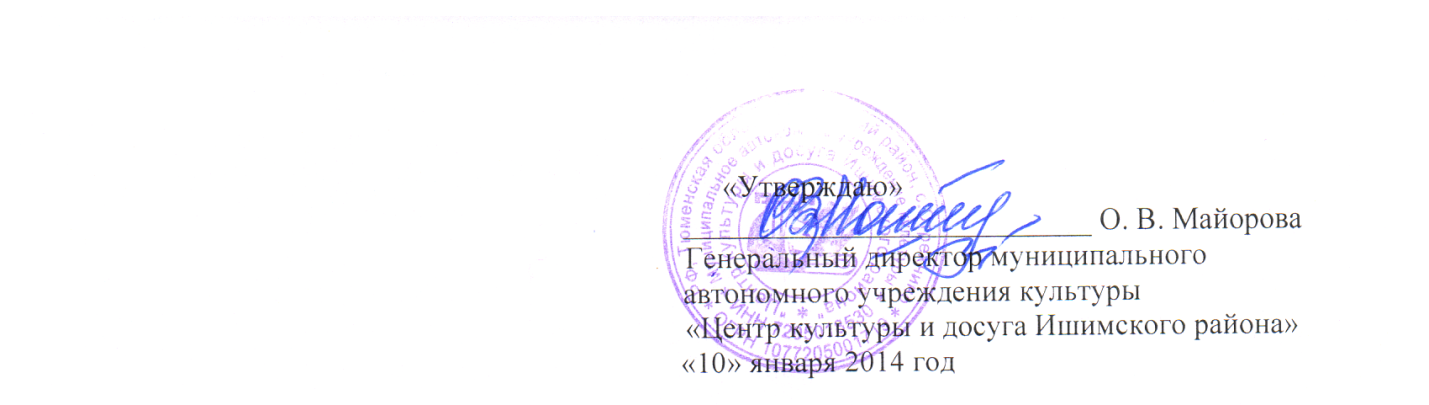 «Утверждаю»
О. В. Майорова
Генеральный директор муниципального
автономного учреждения культуры
«Центр культуры и досуга Ишимского района»
«10» января 2014 год